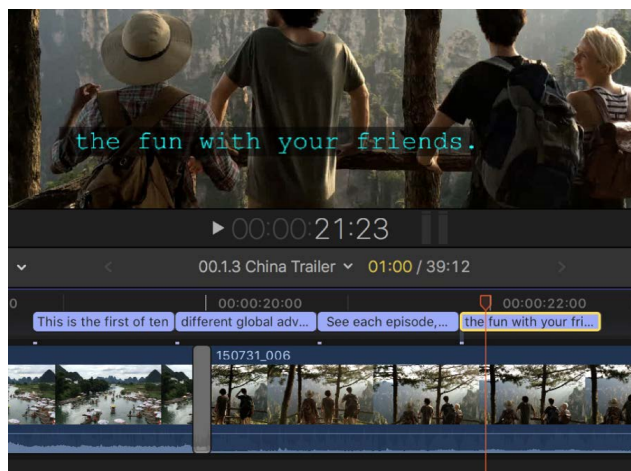 the fun with your friends.
00:00:21:23
00.1.3 China Trailer 01:00 / 39:12
0 00:00:20:00 00:00:22:00
This is the first of ten different global adv... See each episode,... the fun with your fri...
150731_006